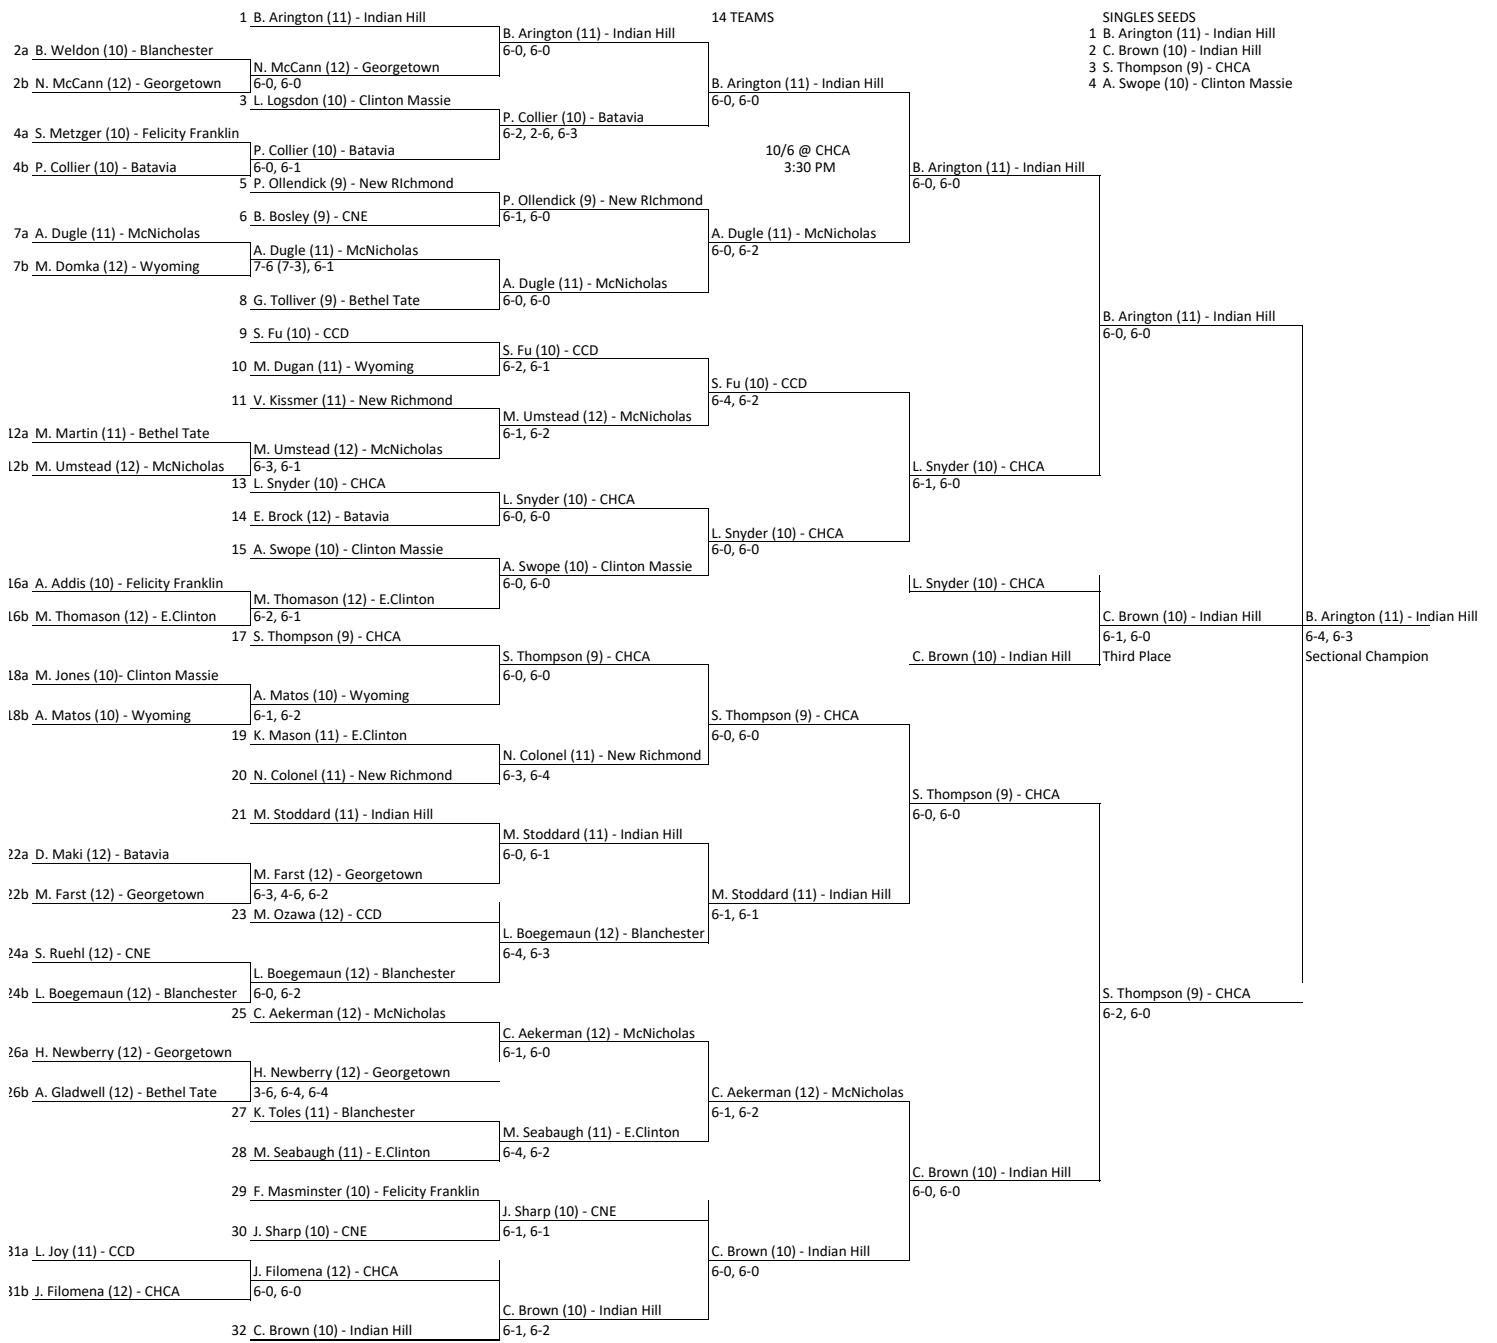 1 B. Arington (11) - Indian Hill
14 TEAMS
SINGLES SEEDS
1 B. Arington (11) - Indian Hill
2 C. Brown (10) - Indian Hill
3 S. Thompson (9) - CHCA
4 A. Swope (10) - Clinton Massie
B. Arington (11) - Indian Hill
6-0, 6-0
2a B. Weldon (10) - Blanchester
N. McCann (12) - Georgetown
6-0, 6-0
2b N. McCann (12) - Georgetown
B. Arington (11) - Indian Hill
6-0, 6-0
3 L. Logsdon (10) - Clinton Massie
P. Collier (10) - Batavia
6-2, 2-6, 6-3
4a S. Metzger (10) - Felicity Franklin
P. Collier (10) - Batavia
6-0, 6-1
4b P. Collier (10) - Batavia
10/6 @ CHCA
3:30 PM
B. Arington (11) - Indian Hill
6-0, 6-0
5 P. Ollendick (9) - New RIchmond
P. Ollendick (9) - New RIchmond
6-1, 6-0
6 B. Bosley (9) - CNE
7a A. Dugle (11) - McNicholas
A. Dugle (11) - McNicholas
6-0, 6-2
A. Dugle (11) - McNicholas
7-6 (7-3), 6-1
7b M. Domka (12) - Wyoming
A. Dugle (11) - McNicholas
6-0, 6-0
8 G. Tolliver (9) - Bethel Tate
B. Arington (11) - Indian Hill
6-0, 6-0
9 S. Fu (10) - CCD
S. Fu (10) - CCD
6-2, 6-1
10 M. Dugan (11) - Wyoming
S. Fu (10) - CCD
6-4, 6-2
11 V. Kissmer (11) - New Richmond
M. Umstead (12) - McNicholas
6-1, 6-2
12a M. Martin (11) - Bethel Tate
M. Umstead (12) - McNicholas
6-3, 6-1
12b M. Umstead (12) - McNicholas
L. Snyder (10) - CHCA
6-1, 6-0
13 L. Snyder (10) - CHCA
L. Snyder (10) - CHCA
6-0, 6-0
14 E. Brock (12) - Batavia
L. Snyder (10) - CHCA
6-0, 6-0
15 A. Swope (10) - Clinton Massie
A. Swope (10) - Clinton Massie
6-0, 6-0
16a A. Addis (10) - Felicity Franklin
L. Snyder (10) - CHCA
M. Thomason (12) - E.Clinton
6-2, 6-1
16b M. Thomason (12) - E.Clinton
C. Brown (10) - Indian Hill
6-1, 6-0
Third Place
B. Arington (11) - Indian Hill
6-4, 6-3
Sectional Champion
17 S. Thompson (9) - CHCA
S. Thompson (9) - CHCA
6-0, 6-0
C. Brown (10) - Indian Hill
18a M. Jones (10)- Clinton Massie
A. Matos (10) - Wyoming
6-1, 6-2
18b A. Matos (10) - Wyoming
S. Thompson (9) - CHCA
6-0, 6-0
19 K. Mason (11) - E.Clinton
N. Colonel (11) - New Richmond
6-3, 6-4
20 N. Colonel (11) - New Richmond
S. Thompson (9) - CHCA
6-0, 6-0
21 M. Stoddard (11) - Indian Hill
M. Stoddard (11) - Indian Hill
6-0, 6-1
22a D. Maki (12) - Batavia
M. Farst (12) - Georgetown
6-3, 4-6, 6-2
22b M. Farst (12) - Georgetown
M. Stoddard (11) - Indian Hill
6-1, 6-1
23 M. Ozawa (12) - CCD
L. Boegemaun (12) - Blanchester
6-4, 6-3
24a S. Ruehl (12) - CNE
L. Boegemaun (12) - Blanchester
6-0, 6-2
24b L. Boegemaun (12) - Blanchester
S. Thompson (9) - CHCA
6-2, 6-0
25 C. Aekerman (12) - McNicholas
C. Aekerman (12) - McNicholas
6-1, 6-0
26a H. Newberry (12) - Georgetown
H. Newberry (12) - Georgetown
3-6, 6-4, 6-4
26b A. Gladwell (12) - Bethel Tate
C. Aekerman (12) - McNicholas
6-1, 6-2
27 K. Toles (11) - Blanchester
M. Seabaugh (11) - E.Clinton
6-4, 6-2
28 M. Seabaugh (11) - E.Clinton
C. Brown (10) - Indian Hill
6-0, 6-0
29 F. Masminster (10) - Felicity Franklin
J. Sharp (10) - CNE
6-1, 6-1
30 J. Sharp (10) - CNE
31a L. Joy (11) - CCD
C. Brown (10) - Indian Hill
6-0, 6-0
J. Filomena (12) - CHCA
6-0, 6-0
31b J. Filomena (12) - CHCA
C. Brown (10) - Indian Hill
6-1, 6-2
32 C. Brown (10) - Indian Hill